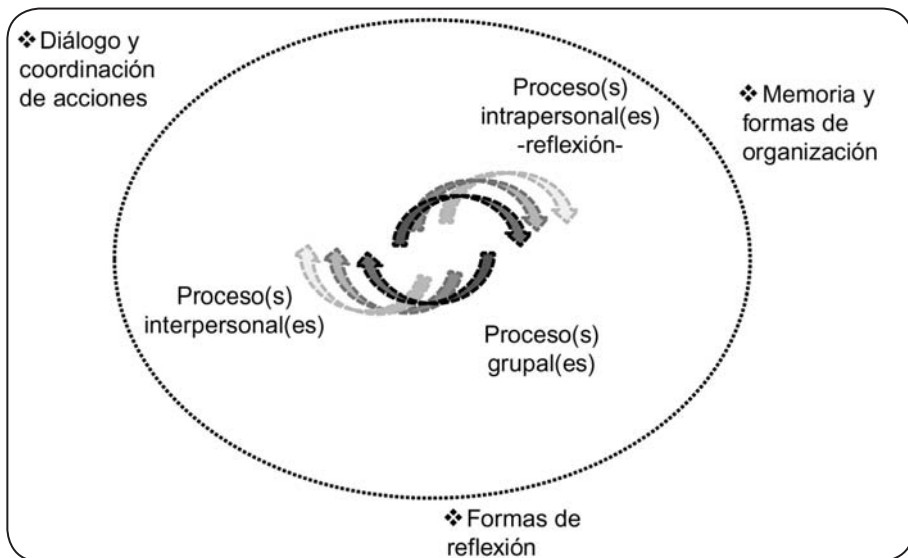 ❖ Diálogo y
coordinación
de acciones
Proceso(s)
intrapersonal(es)
-reflexión-
❖ Memoria y
formas de
organización
Proceso(s)
interpersonal(es)
Proceso(s)
grupal(es)
❖ Formas de
reflexión